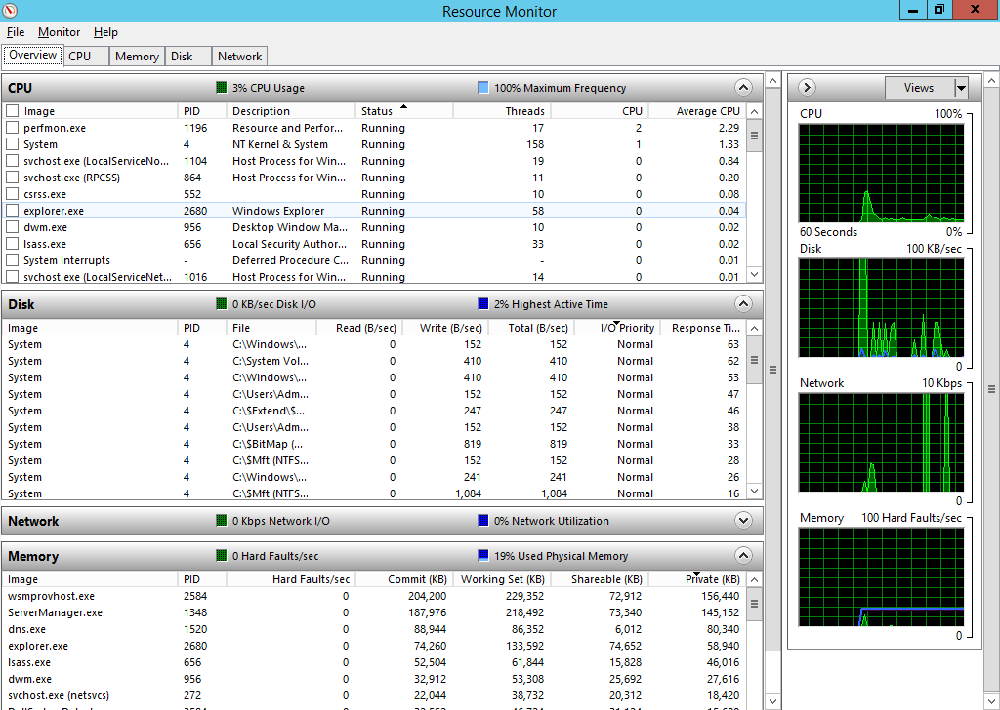 Resource Monitor
File Monitor Help
Overview CPU Memory Disk Network
CPU 3% CPU Usage 100% Maximum Frequency
Image PID Description Status Threads CPU Average CPU
perfmon.exe 1196 Resource and Perfor... Running 17 2 2.29
System 4 NT Kernel & System Running 158 1 1.33
svchost.exe (LocalServiceNo... 1104 Host Process for Win... Running 19 0 0.84
svchost.exe (RPCSS) 864 Host Process for Win... Running 11 0 0.20
csrss.exe 552 Running 10 0 0.08
explorer.exe 2680 Windows Explorer Running 58 0 0.04
dwm.exe 956 Desktop Window Ma... Running 10 0 0.02
lsass.exe 656 Local Security Author... Running 33 0 0.02
System Interrupts - Deferred Procedure C... Running - 0 0.01
svchost.exe (LocalServiceNet... 1016 Host Process for Win... Running 14 0 0.01
Disk 0 KB/sec Disk I/O 2% Highest Active Time
Image PID File Read (B/sec) Write (B/sec) Total (B/sec) I/O Priority Response Ti...
System 4 C:\Windows\... 0 152 152 Normal 63
System 4 C:\System Vol... 0 410 410 Normal 62
System 4 C:\Windows\... 0 410 410 Normal 53
System 4 C:\Users\Adm... 0 152 152 Normal 47
System 4 C:\$Extend\$... 0 247 247 Normal 46
System 4 C:\Users\Adm... 0 152 152 Normal 38
System 4 C:\$BitMap (... 0 819 819 Normal 33
System 4 C:\$Mft (NTFS... 0 152 152 Normal 28
System 4 C:\Windows\... 0 241 241 Normal 26
System 4 C:\$Mft (NTFS... 0 1,084 1,084 Normal 16
Network 0 Kbps Network I/O 0% Network Utilization
Memory 0 Hard Faults/sec 19% Used Physical Memory
Image PID Hard Faults/sec Commit (KB) Working Set (KB) Shareable (KB) Private (KB)
wsmprovhost.exe 2584 0 204,200 229,352 72,912 156,440
ServerManager.exe 1348 0 187,976 218,492 73,340 145,152
dns.exe 1520 0 88,944 86,352 6,012 80,340
explorer.exe 2680 0 74,260 133,592 74,652 58,940
lsass.exe 656 0 52,504 61,844 15,828 46,016
dwm.exe 956 0 32,912 53,308 25,692 27,616
svchost.exe (netsvcs) 272 0 22,044 38,732 20,312 18,420
Views
CPU 100%
60 Seconds 0%
Disk 100 KB/sec
0
Network 10 Kbps
0
Memory 100 Hard Faults/sec
0